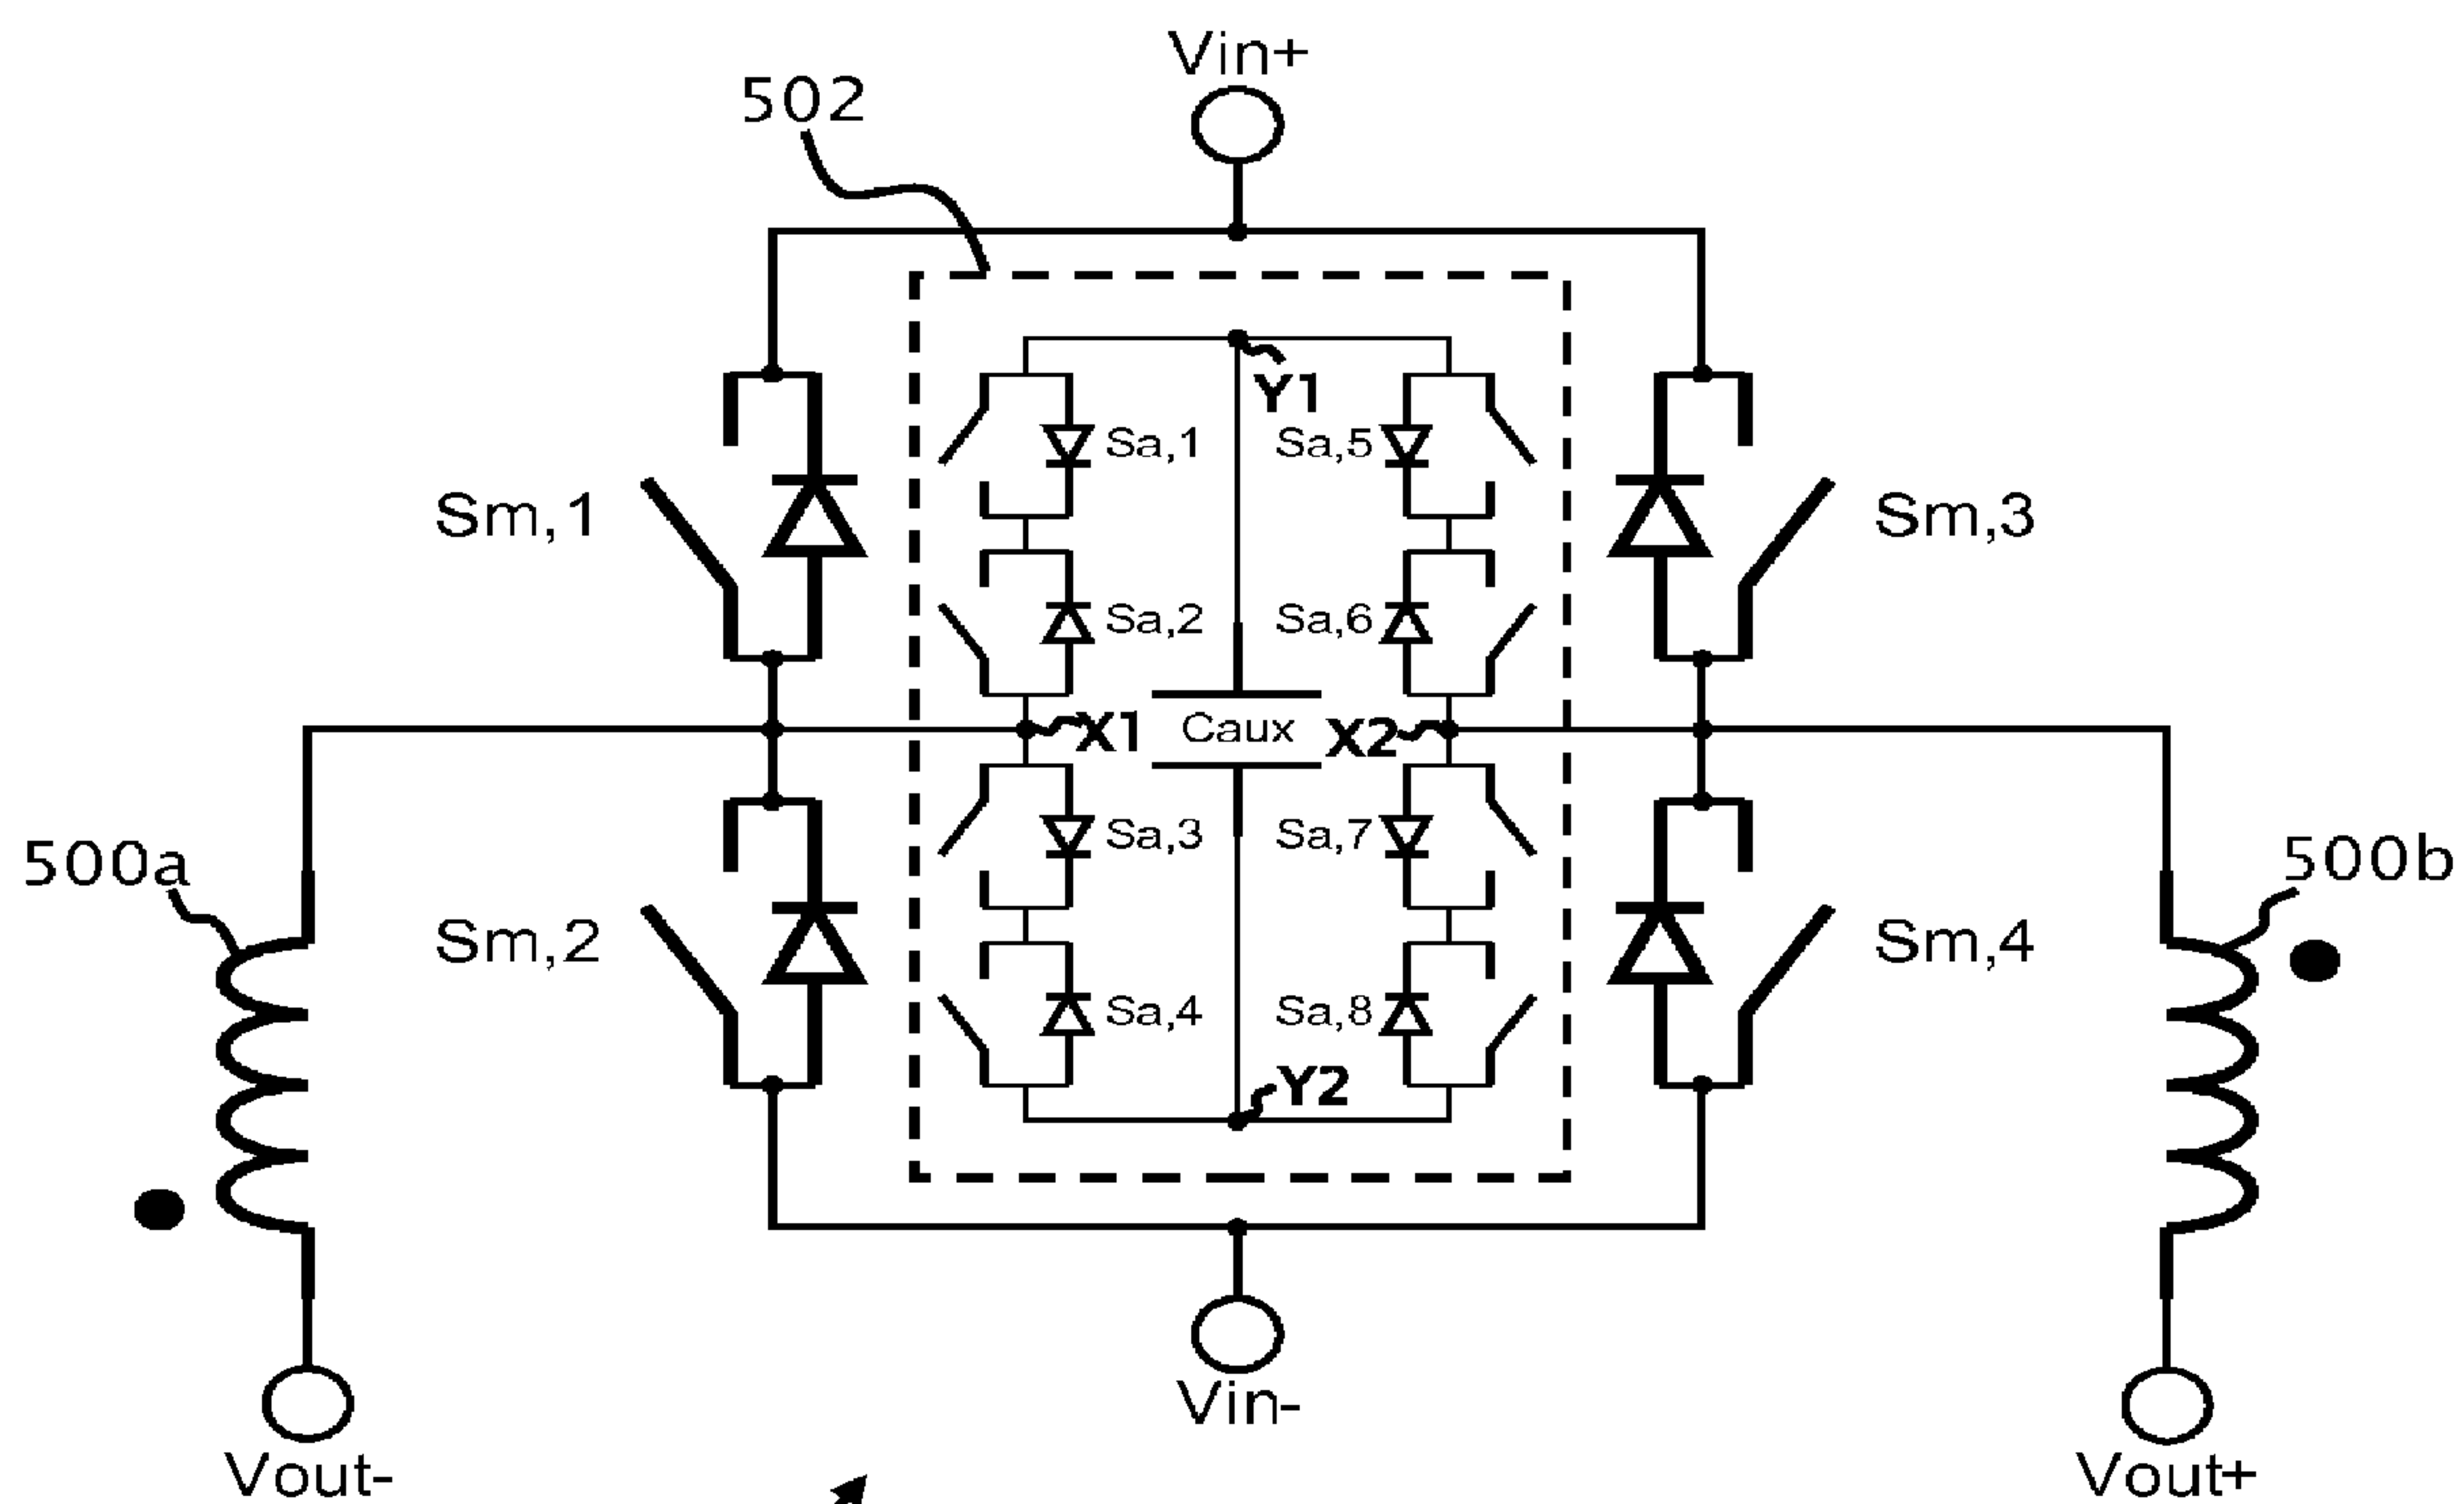 Vin+
502
Y1
Sa,1
Sa,5
Sm,1
Sm,3
Sa,2
Sa,6
X1
Caux
X2
500a
Sa,3
Sa,7
500b
Sm,2
Sm,4
Sa,4
Sa,8
Y2
Vin-
Vout-
Vout+